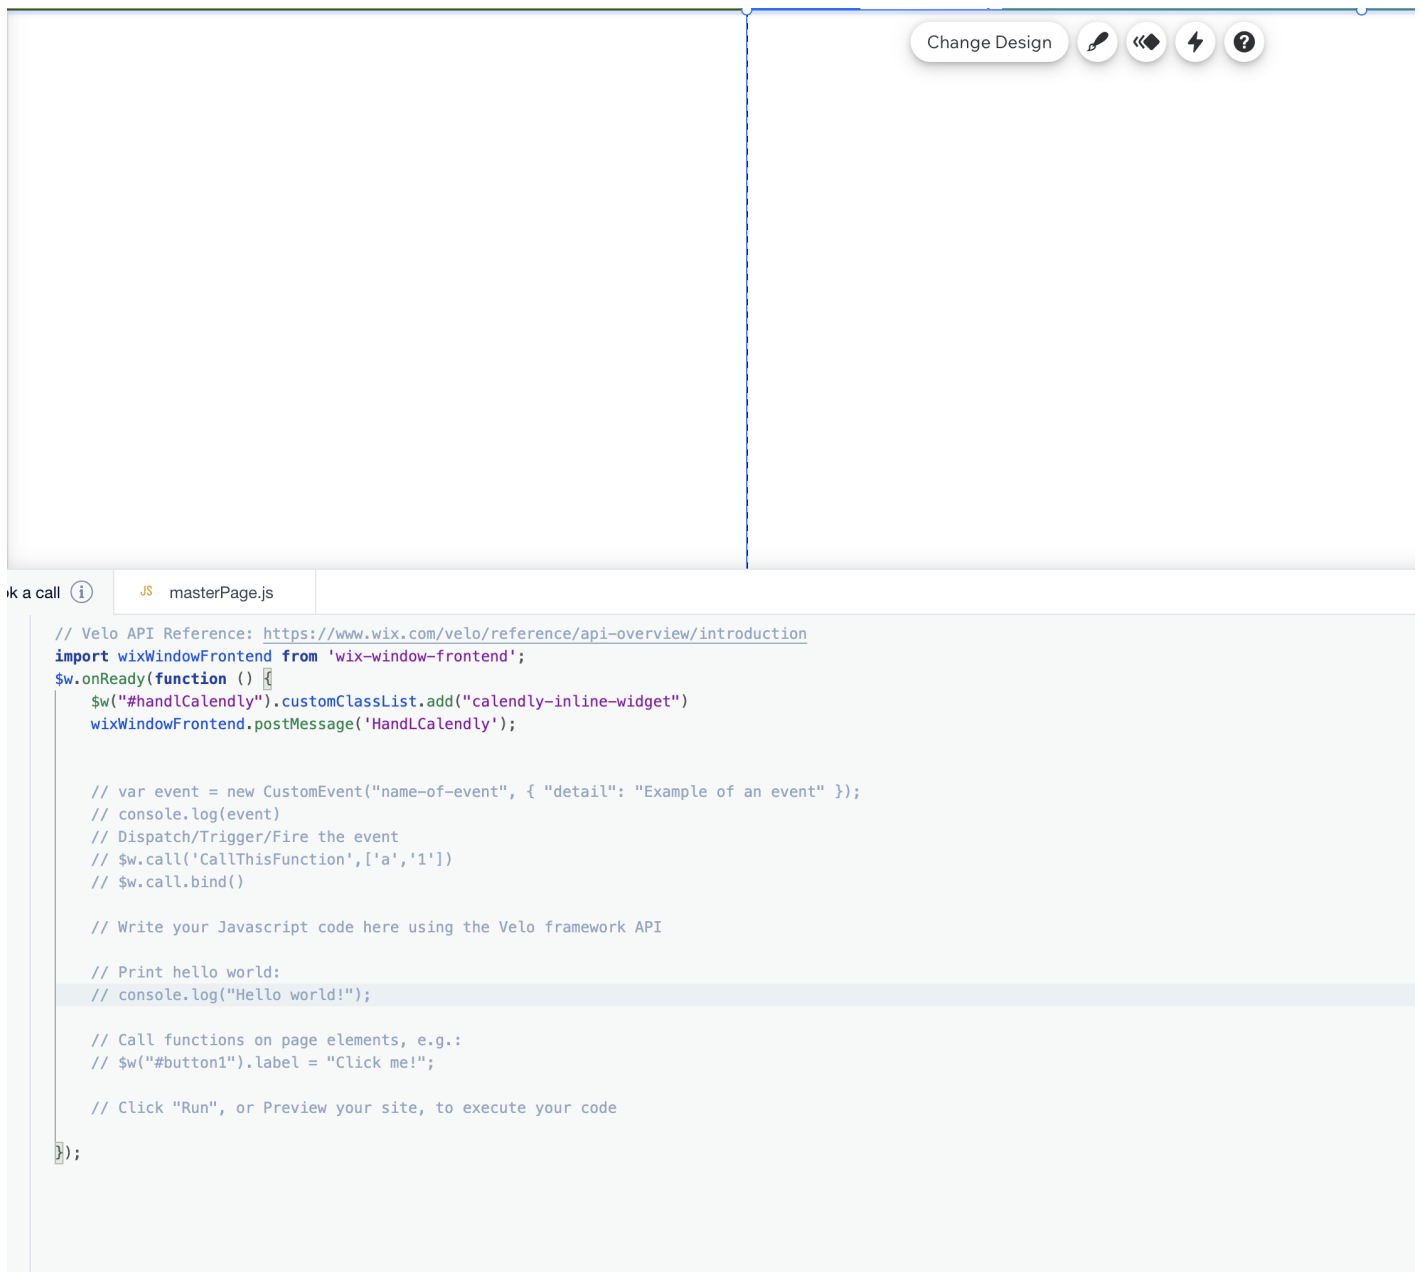 Change Design
ok a call
JS masterPage.js
// Velo API Reference: https://www.wix.com/velo/reference/api-overview/introduction
import wixWindowFrontend from 'wix-window-frontend';
$w.onReady(function () {
$w("#handlCalendly").customClassList.add("calendly-inline-widget")
wixWindowFrontend.postMessage('HandLCalendly');
// var event = new CustomEvent("name-of-event", { "detail": "Example of an event" });
// console.log(event)
// Dispatch/Trigger/Fire the event
// $w.call('CallThisFunction',['a','1'])
// $w.call.bind()
// Write your Javascript code here using the Velo framework API
// Print hello world:
// console.log("Hello world!");
// Call functions on page elements, e.g.:
// $w("#button1").label = "Click me!";
// Click "Run", or Preview your site, to execute your code
});